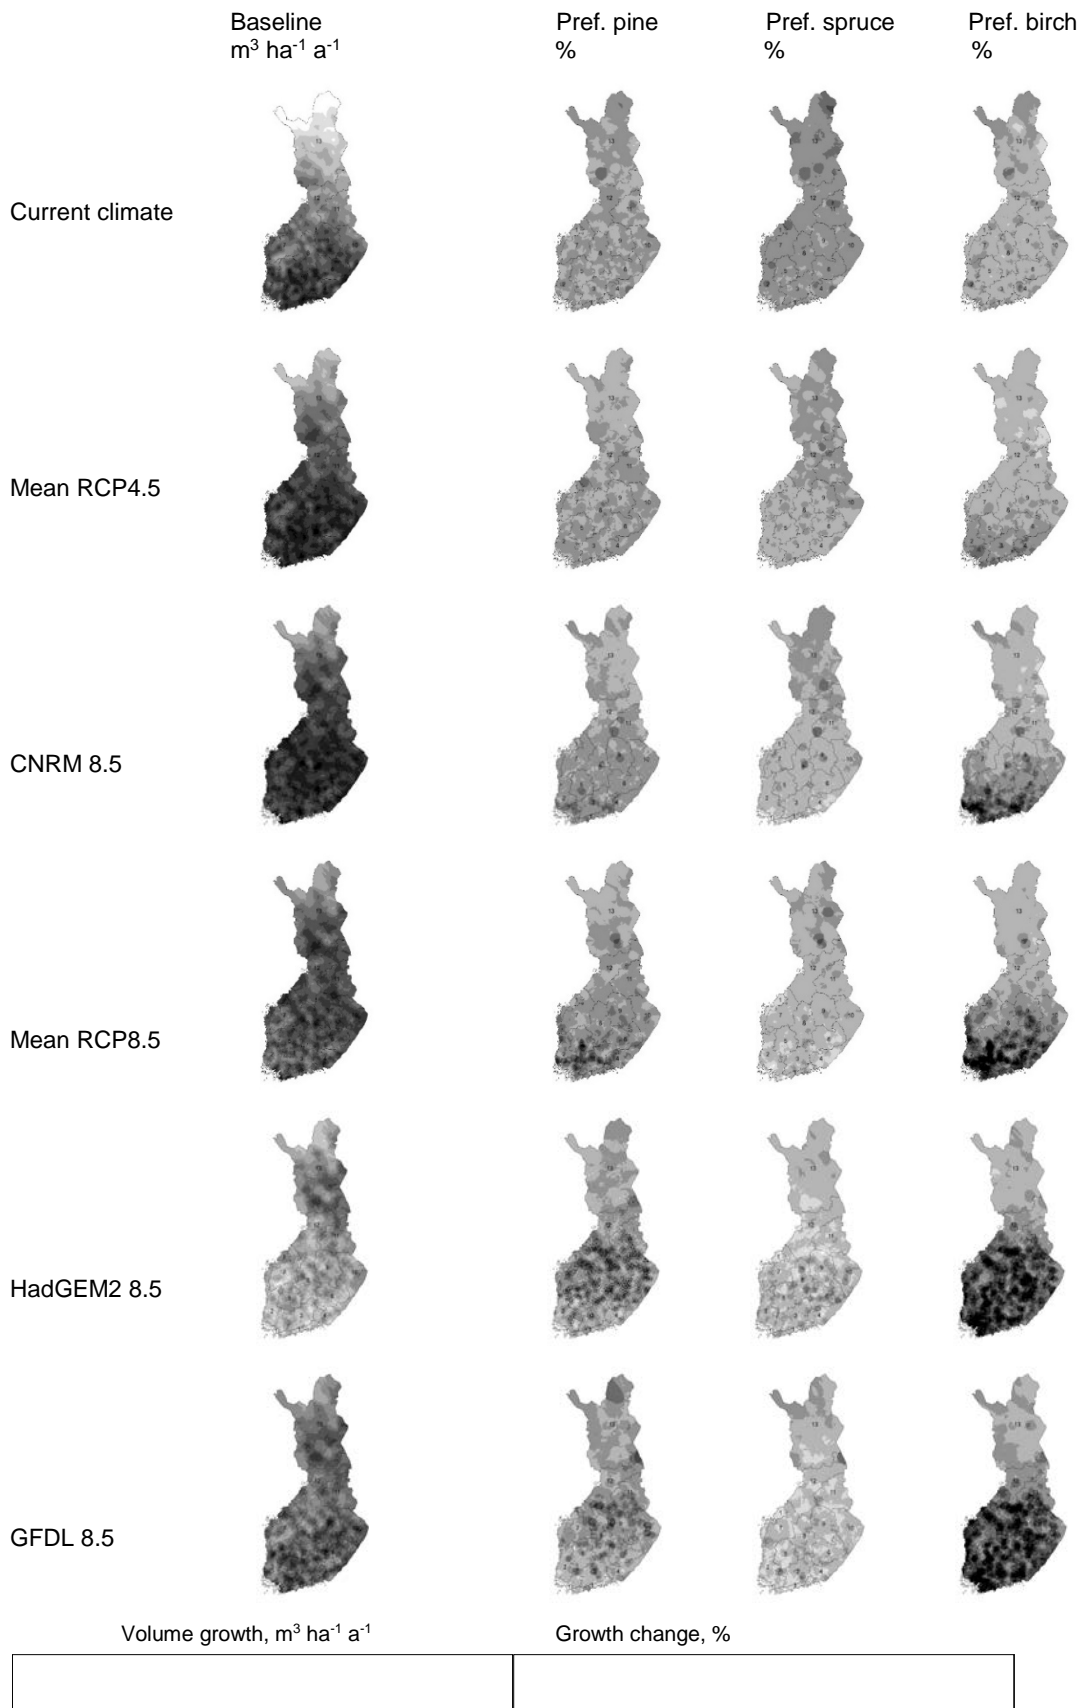 Baseline Pref. pine Pref. spruce Pref. birch
m³ ha⁻¹ a⁻¹ % % %
Current climate
Mean RCP4.5
CNRM 8.5
Mean RCP8.5
HadGEM2 8.5
GFDL 8.5
Volume growth, m³ ha⁻¹ a⁻¹ Growth change, %